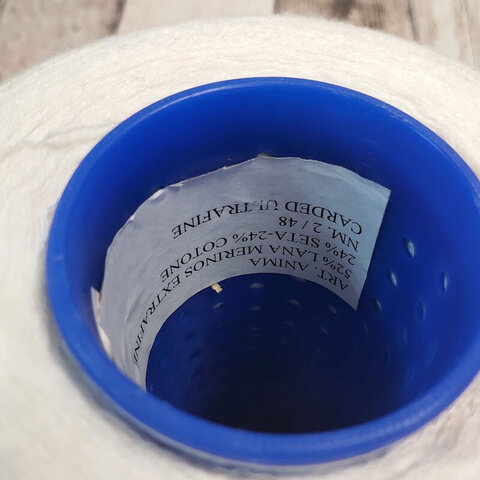 ART. ANIMA
52% LANA MERINOS EXTRAFINE
24% SETA-24% COTONE
NM. 2 / 48
CARDED ULTRAFINE